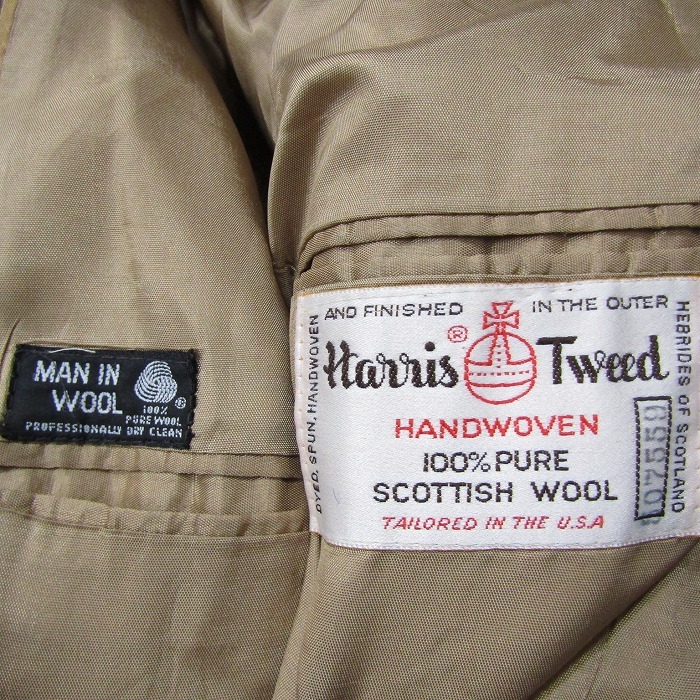 MAN IN
WOOL
100%
PURE WOOL
®
PROFESSIONALLY DRY CLEAN
DYED, SPUN, HANDWOVEN
AND FINISHED IN THE OUTER
HEBRIDES OF SCOTLAND
Harris® Tweed
HANDWOVEN
100% PURE
SCOTTISH WOOL
TAILORED IN THE U.S.A